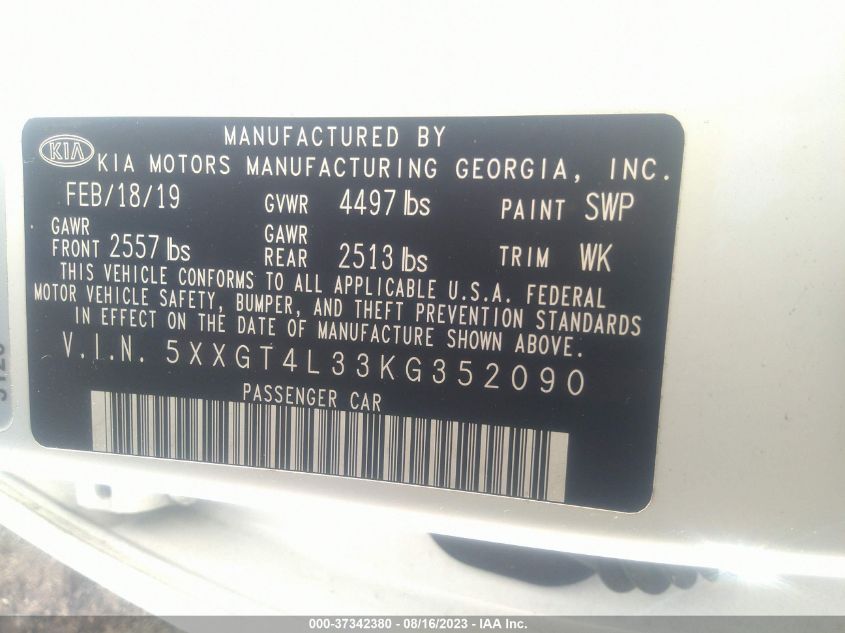 MANUFACTURED BY
KIA KIA MOTORS MANUFACTURING GEORGIA, INC.
FEB/18/19 GVWR 4497 lbs PAINT SWP
GAWR FRONT 2557 lbs GAWR REAR 2513 lbs TRIM WK
THIS VEHICLE CONFORMS TO ALL APPLICABLE U.S.A. FEDERAL
MOTOR VEHICLE SAFETY, BUMPER, AND THEFT PREVENTION STANDARDS
IN EFFECT ON THE DATE OF MANUFACTURE SHOWN ABOVE.
V.I.N. 5XXGT4L33KG352090
PASSENGER CAR
000-37342380 - 08/16/2023 - IAA Inc.